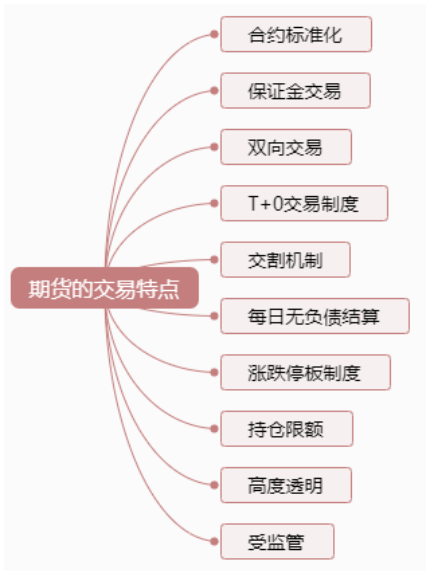 期货的交易特点
合约标准化
保证金交易
双向交易
T+0交易制度
交割机制
每日无负债结算
涨跌停板制度
持仓限额
高度透明
受监管